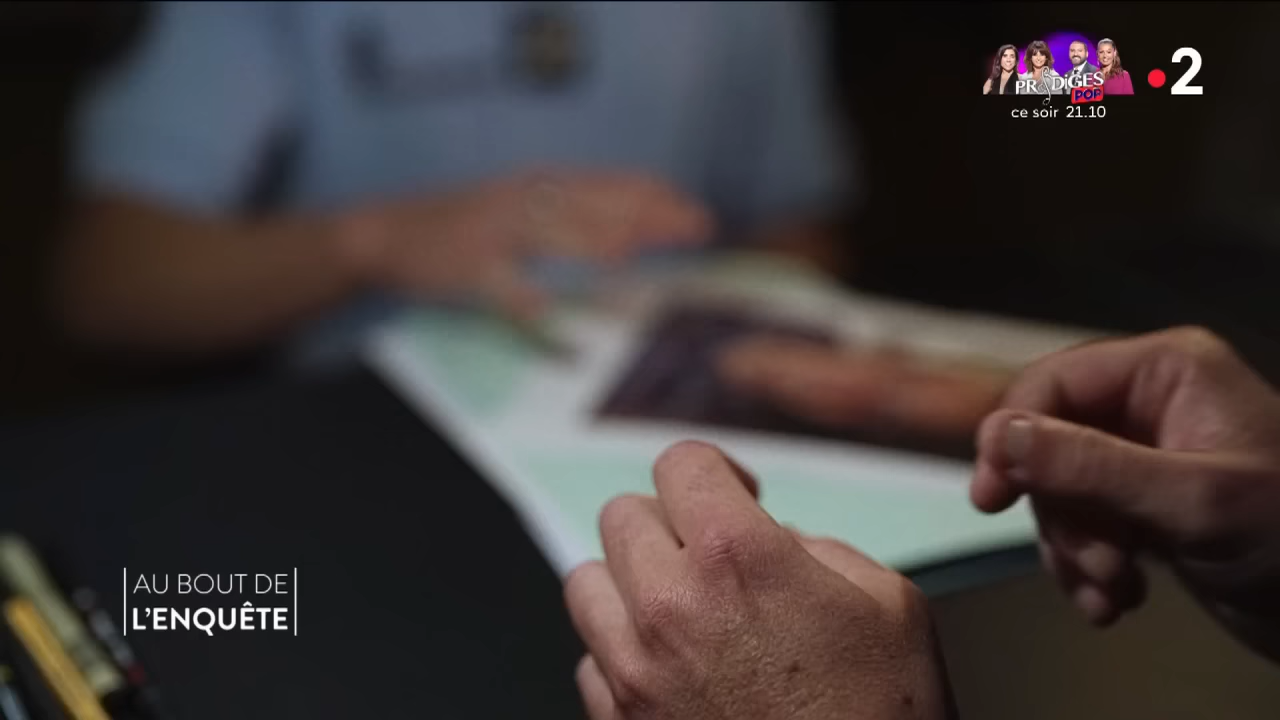 PRODIGES
POP
ce soir 21.10
2
AU BOUT DE
L'ENQUÊTE